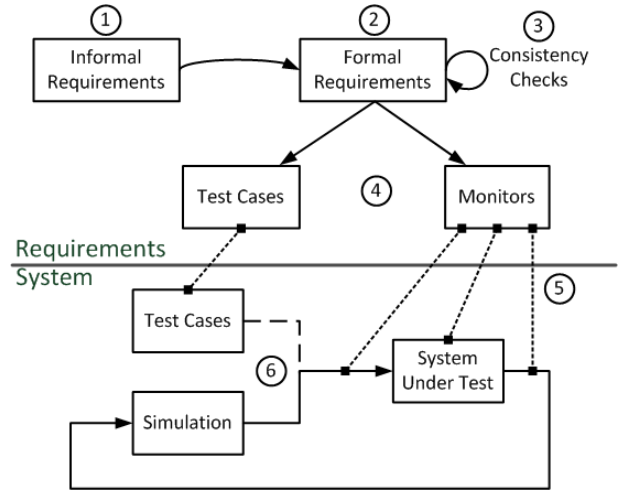 1
2
3
Informal
Requirements
Formal
Requirements
Consistency
Checks
Test Cases
4
Monitors
Requirements
System
5
Test Cases
6
System
Under Test
Simulation